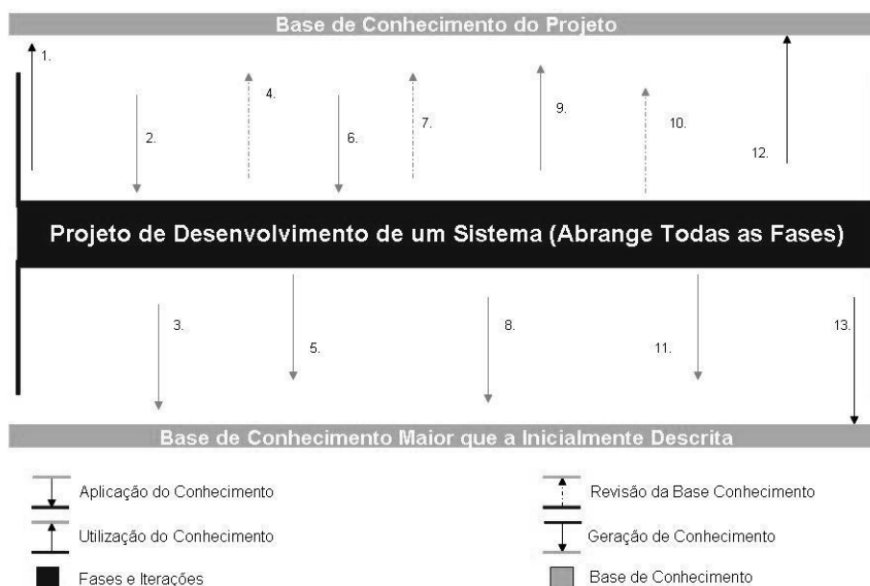 Base de Conhecimento do Projeto
1.
2.
4.
6.
7.
9.
10.
12.
Projeto de Desenvolvimento de um Sistema (Abrange Todas as Fases)
3.
5.
8.
11.
13.
Base de Conhecimento Maior que a Inicialmente Descrita
Aplicação do Conhecimento
Revisão da Base Conhecimento
Utilização do Conhecimento
Geração de Conhecimento
Fases e Iterações
Base de Conhecimento